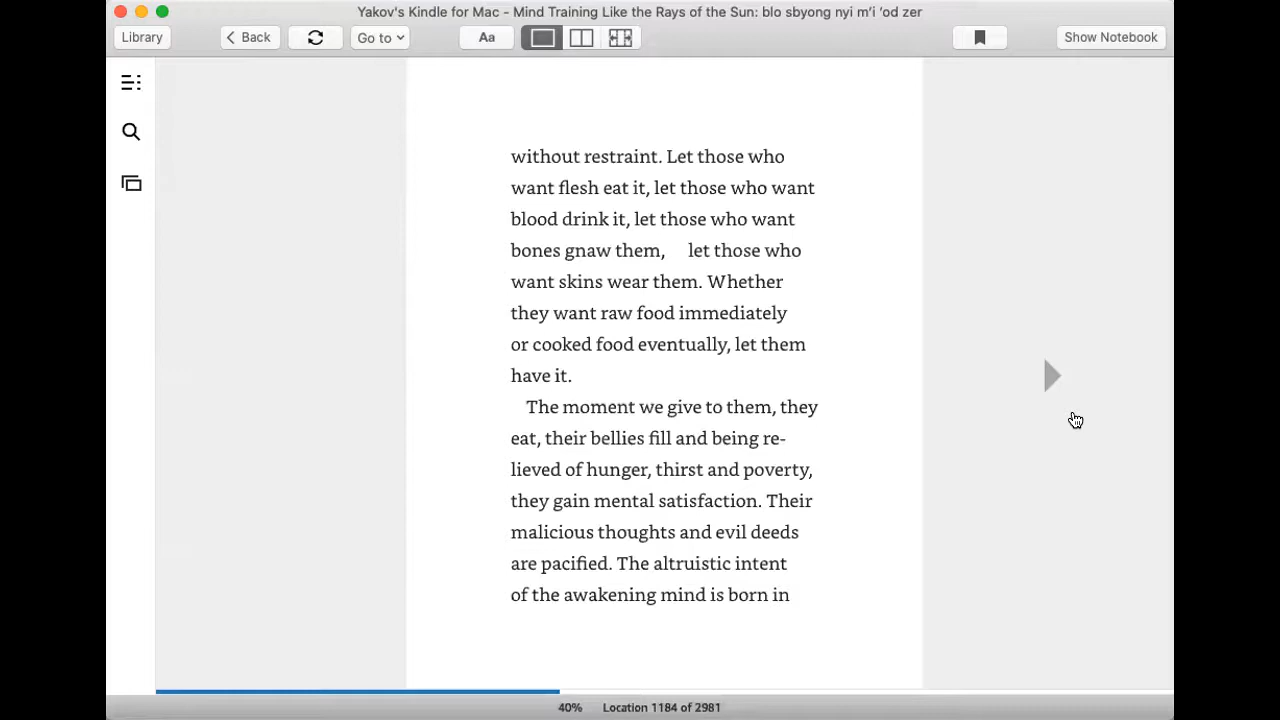 Yakov's Kindle for Mac - Mind Training Like the Rays of the Sun: blo sbyong nyi m'i 'od zer
Library
Back
Go to
Aa
Show Notebook
without restraint. Let those who
want flesh eat it, let those who want
blood drink it, let those who want
bones gnaw them, let those who
want skins wear them. Whether
they want raw food immediately
or cooked food eventually, let them
have it.
The moment we give to them, they
eat, their bellies fill and being re-
lieved of hunger, thirst and poverty,
they gain mental satisfaction. Their
malicious thoughts and evil deeds
are pacified. The altruistic intent
of the awakening mind is born in
40% Location 1184 of 2981